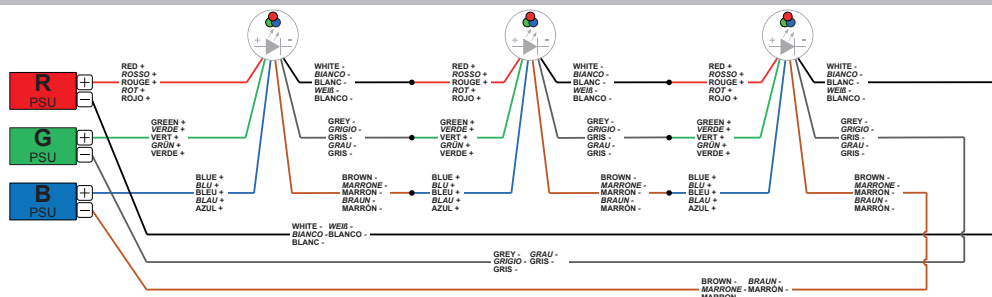 RED +
ROSSO +
ROUGE +
ROT +
ROJO +
WHITE -
BIANCO -
BLANC -
WEIß -
BLANCO -
RED +
ROSSO +
ROUGE +
ROT +
ROJO +
WHITE -
BIANCO -
BLANC -
WEIß -
BLANCO -
RED +
ROSSO +
ROUGE +
ROT +
ROJO +
WHITE -
BIANCO -
BLANC -
WEIß -
BLANCO -
R
PSU
+
-
GREEN +
VERDE +
VERT +
GRÜN +
VERDE +
GREY -
GRIGIO -
GRIS -
GRAU -
GRIS -
GREEN +
VERDE +
VERT +
GRÜN +
VERDE +
GREY -
GRIGIO -
GRIS -
GRAU -
GRIS -
GREEN +
VERDE +
VERT +
GRÜN +
VERDE +
GREY -
GRIGIO -
GRIS -
GRAU -
GRIS -
G
PSU
+
-
BLUE +
BLU +
BLEU +
BLAU +
AZUL +
BROWN -
MARRONE -
MARRON -
BRAUN -
MARRÓN -
BLUE +
BLU +
BLEU +
BLAU +
AZUL +
BROWN -
MARRONE -
MARRON -
BRAUN -
MARRÓN -
BLUE +
BLU +
BLEU +
BLAU +
AZUL +
BROWN -
MARRONE -
MARRON -
BRAUN -
MARRÓN -
B
PSU
+
-
WHITE - WEIß -
BIANCO - BLANCO -
BLANC -
GREY - GRAU -
GRIGIO - GRIS -
GRIS -
BROWN - BRAUN -
MARRONE - MARRÓN -